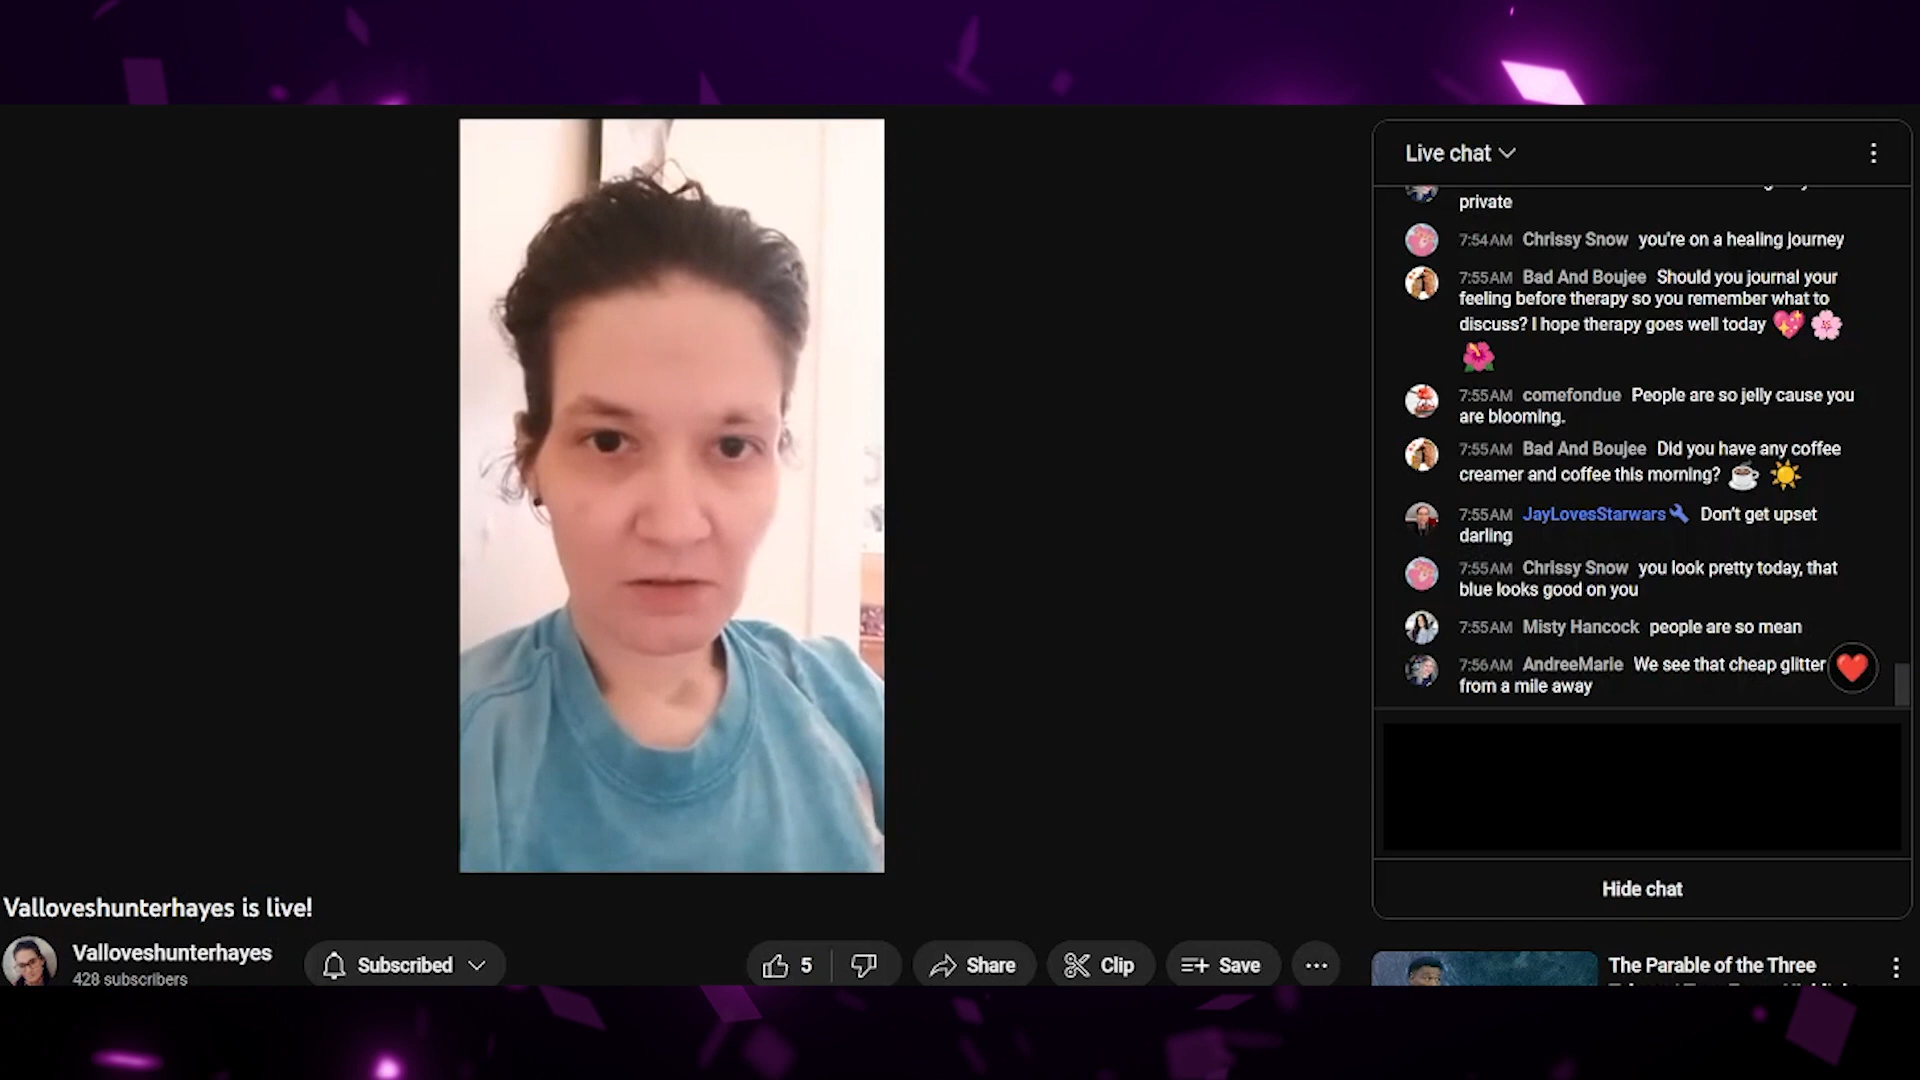 Live chat
private
7:54 AM Chrissy Snow you're on a healing journey
7:55 AM Bad And Boujee Should you journal your
feeling before therapy so you remember what to
discuss? I hope therapy goes well today 💖 🌸
🌺
7:55 AM comefondue People are so jelly cause you
are blooming.
7:55 AM Bad And Boujee Did you have any coffee
creamer and coffee this morning? ☕ ☀️
7:55 AM JayLovesStarwars Don't get upset
darling
7:55 AM Chrissy Snow you look pretty today, that
blue looks good on you
7:55 AM Misty Hancock people are so mean
7:56 AM AndreeMarie We see that cheap glitter
from a mile away
Hide chat
Valloveshunterhayes is live!
Valloveshunterhayes
428 subscribers
Subscribed
5
Share
Clip
Save
The Parable of the Three